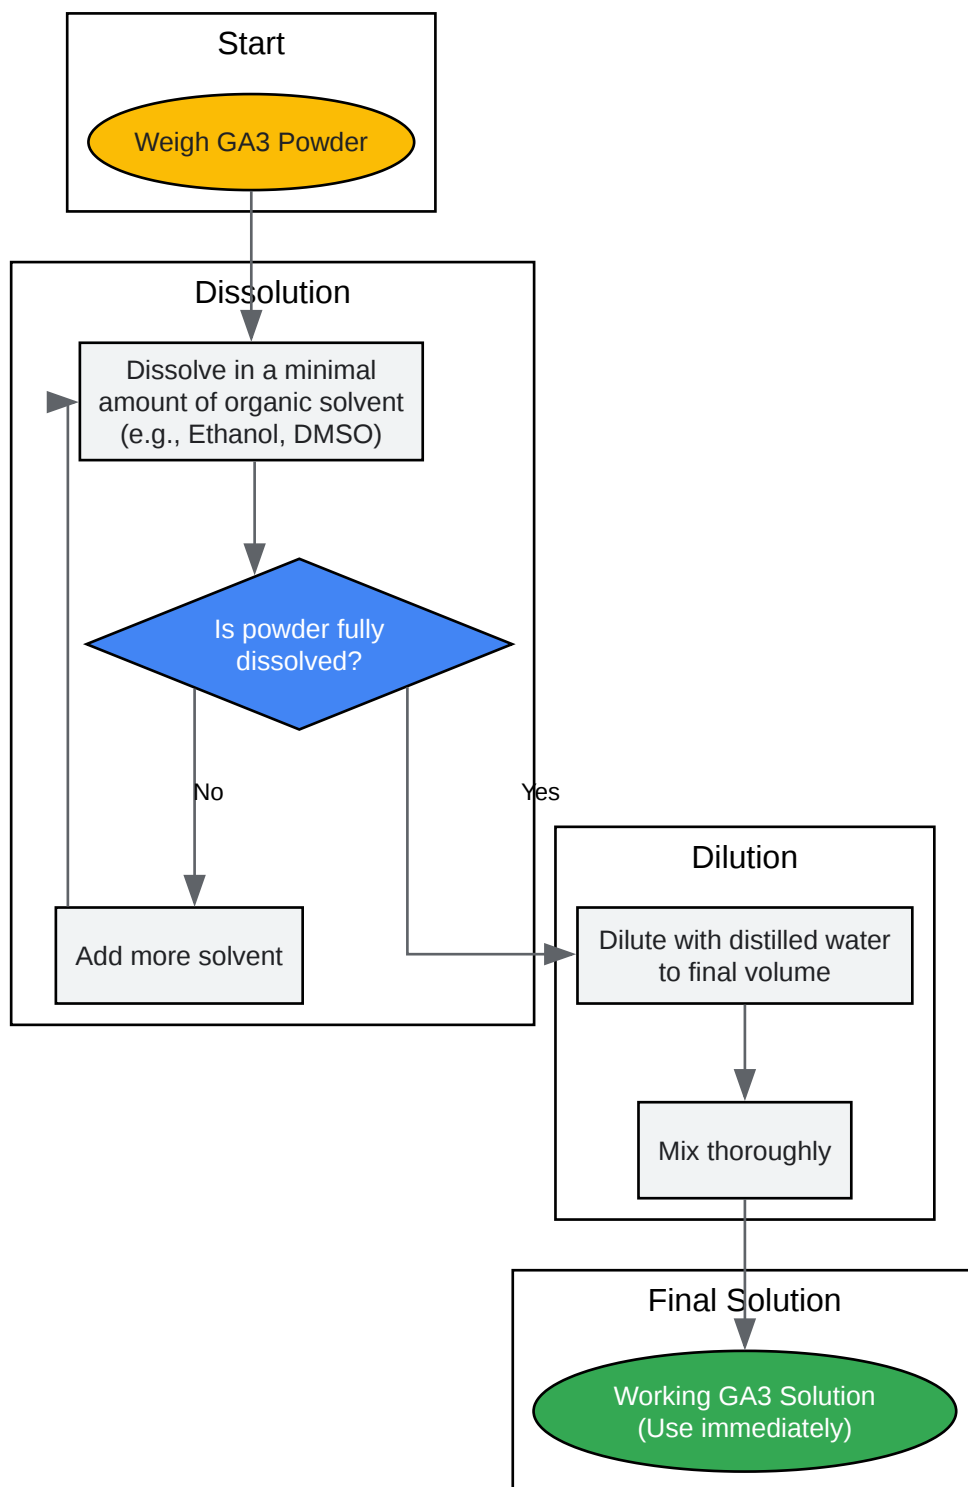 Start
Weigh GA3 Powder
Dissolution
Dissolve in a minimal
amount of organic solvent
(e.g., Ethanol, DMSO)
Is powder fully
dissolved?
No
Yes
Add more solvent
Dilution
Dilute with distilled water
to final volume
Mix thoroughly
Final Solution
Working GA3 Solution
(Use immediately)